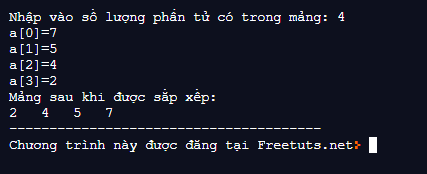 Nhập vào số lượng phần tử có trong mảng: 4
a[0]=7
a[1]=5
a[2]=4
a[3]=2
Mảng sau khi được sắp xếp:
2   4   5   7
---------------------------------------
Chương trình này được đăng tại Freetuts.net>